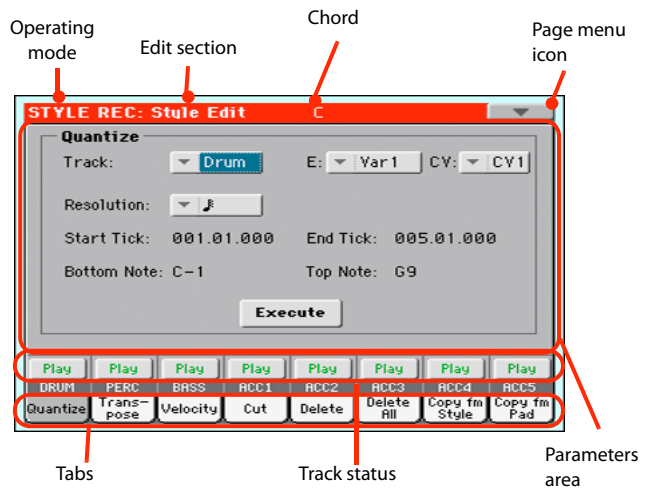 Operating mode
Edit section
Chord
Page menu icon
STYLE REC: Style Edit C
Quantize
Track: Drum E: Var1 CV: CV1
Resolution:
Start Tick: 001.01.000 End Tick: 005.01.000
Bottom Note: C-1 Top Note: G9
Execute
Play Play Play Play Play Play Play Play
DRUM PERC BASS ACC1 ACC2 ACC3 ACC4 ACC5
Quantize Trans-pose Velocity Cut Delete Delete All Copy fm Style Copy fm Pad
Tabs
Track status
Parameters area